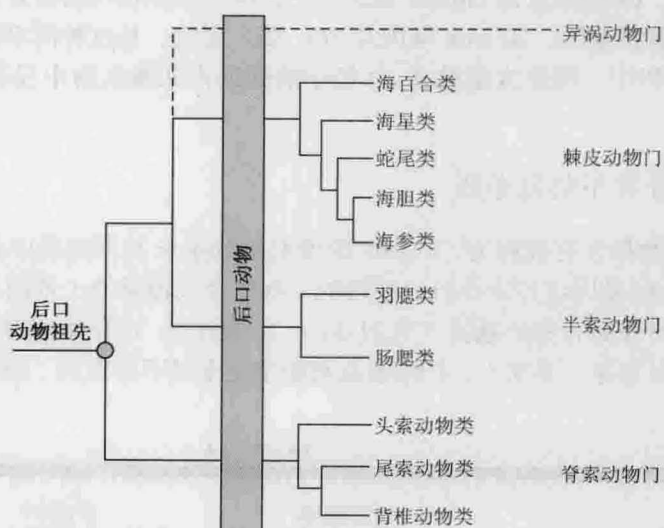 异涡动物门
海百合类
海星类
蛇尾类 棘皮动物门
海胆类
海参类
后口动物
羽鳃类
后口
动物祖先
半索动物门
肠鳃类
头索动物类
尾索动物类 脊索动物门
背椎动物类